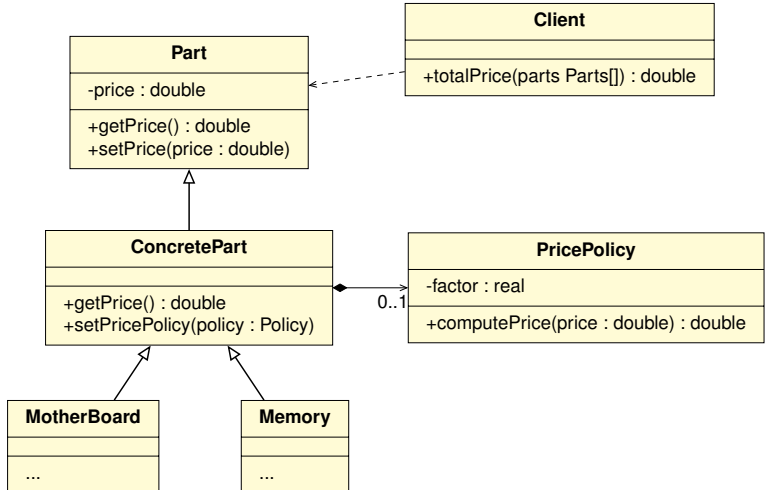 Client
+totalPrice(parts Parts[]) : double
Part
-price : double
+getPrice() : double
+setPrice(price : double)
ConcretePart
+getPrice() : double
+setPricePolicy(policy : Policy)
0..1
PricePolicy
-factor : real
+computePrice(price : double) : double
MotherBoard
...
Memory
...